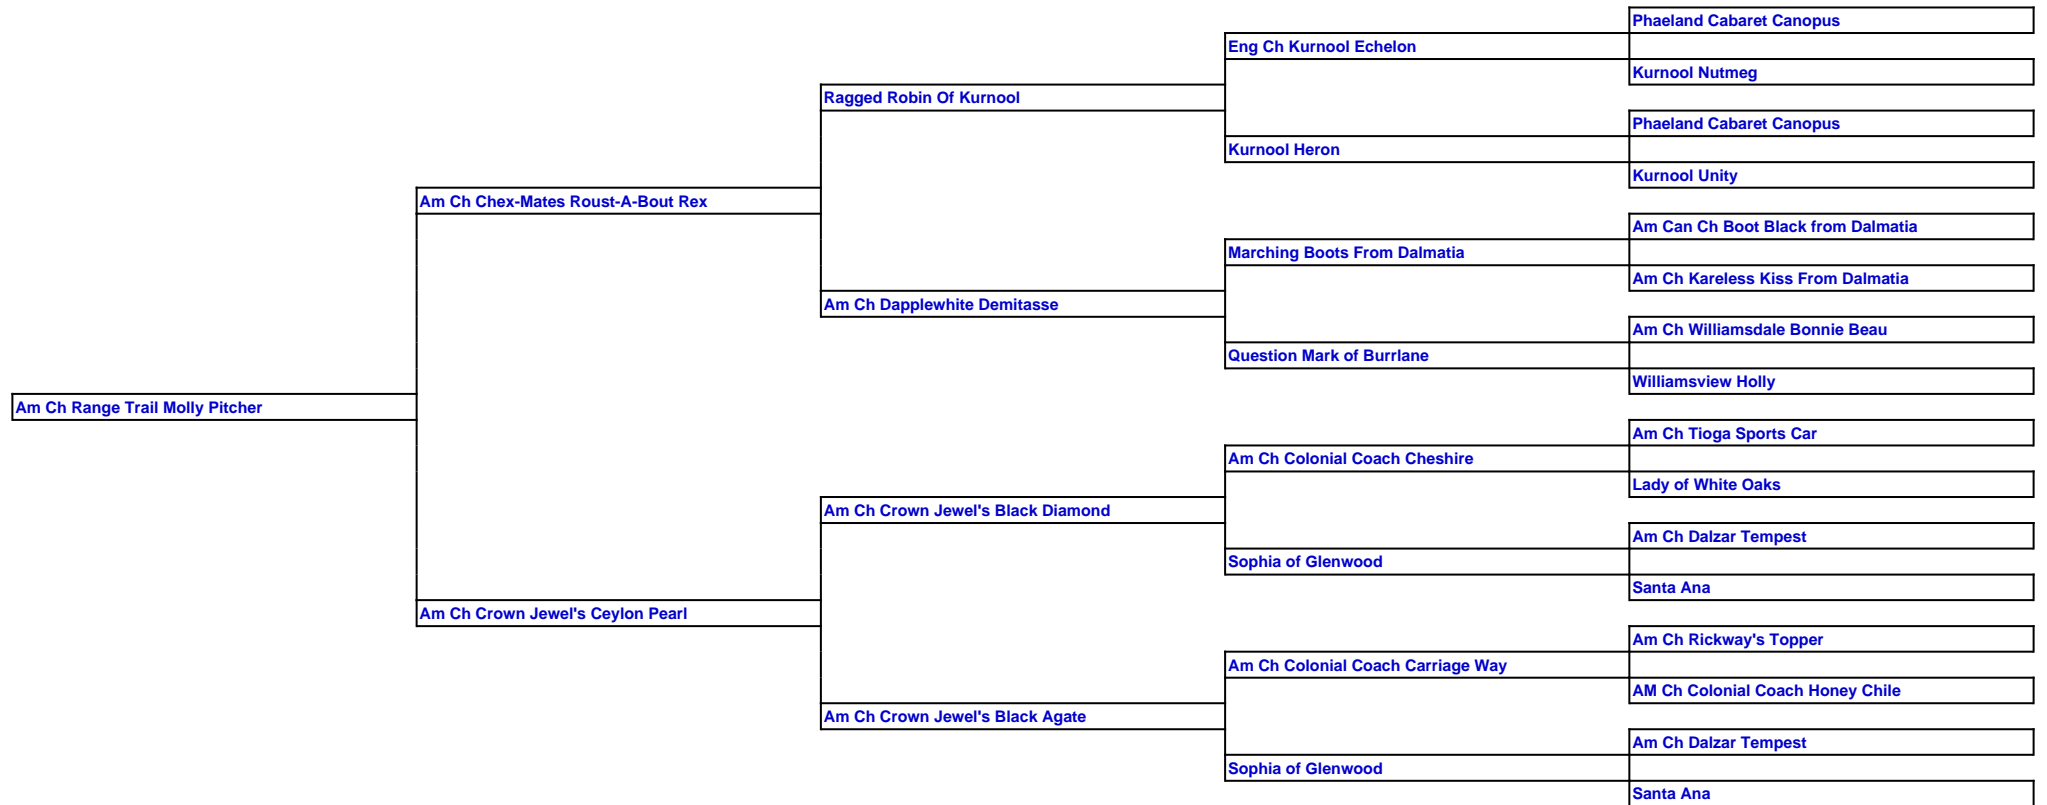 Phaeland Cabaret Canopus
Eng Ch Kurnool Echelon
Kurnool Nutmeg
Ragged Robin Of Kurnool
Phaeland Cabaret Canopus
Kurnool Heron
Kurnool Unity
Am Ch Chex-Mates Roust-A-Bout Rex
Am Can Ch Boot Black from Dalmatia
Marching Boots From Dalmatia
Am Ch Kareless Kiss From Dalmatia
Am Ch Dapplewhite Demitasse
Am Ch Williamsdale Bonnie Beau
Question Mark of Burrlane
Williamsview Holly
Am Ch Range Trail Molly Pitcher
Am Ch Tioga Sports Car
Am Ch Colonial Coach Cheshire
Lady of White Oaks
Am Ch Crown Jewel's Black Diamond
Am Ch Dalzar Tempest
Sophia of Glenwood
Santa Ana
Am Ch Crown Jewel's Ceylon Pearl
Am Ch Rickway's Topper
Am Ch Colonial Coach Carriage Way
AM Ch Colonial Coach Honey Chile
Am Ch Crown Jewel's Black Agate
Am Ch Dalzar Tempest
Sophia of Glenwood
Santa Ana